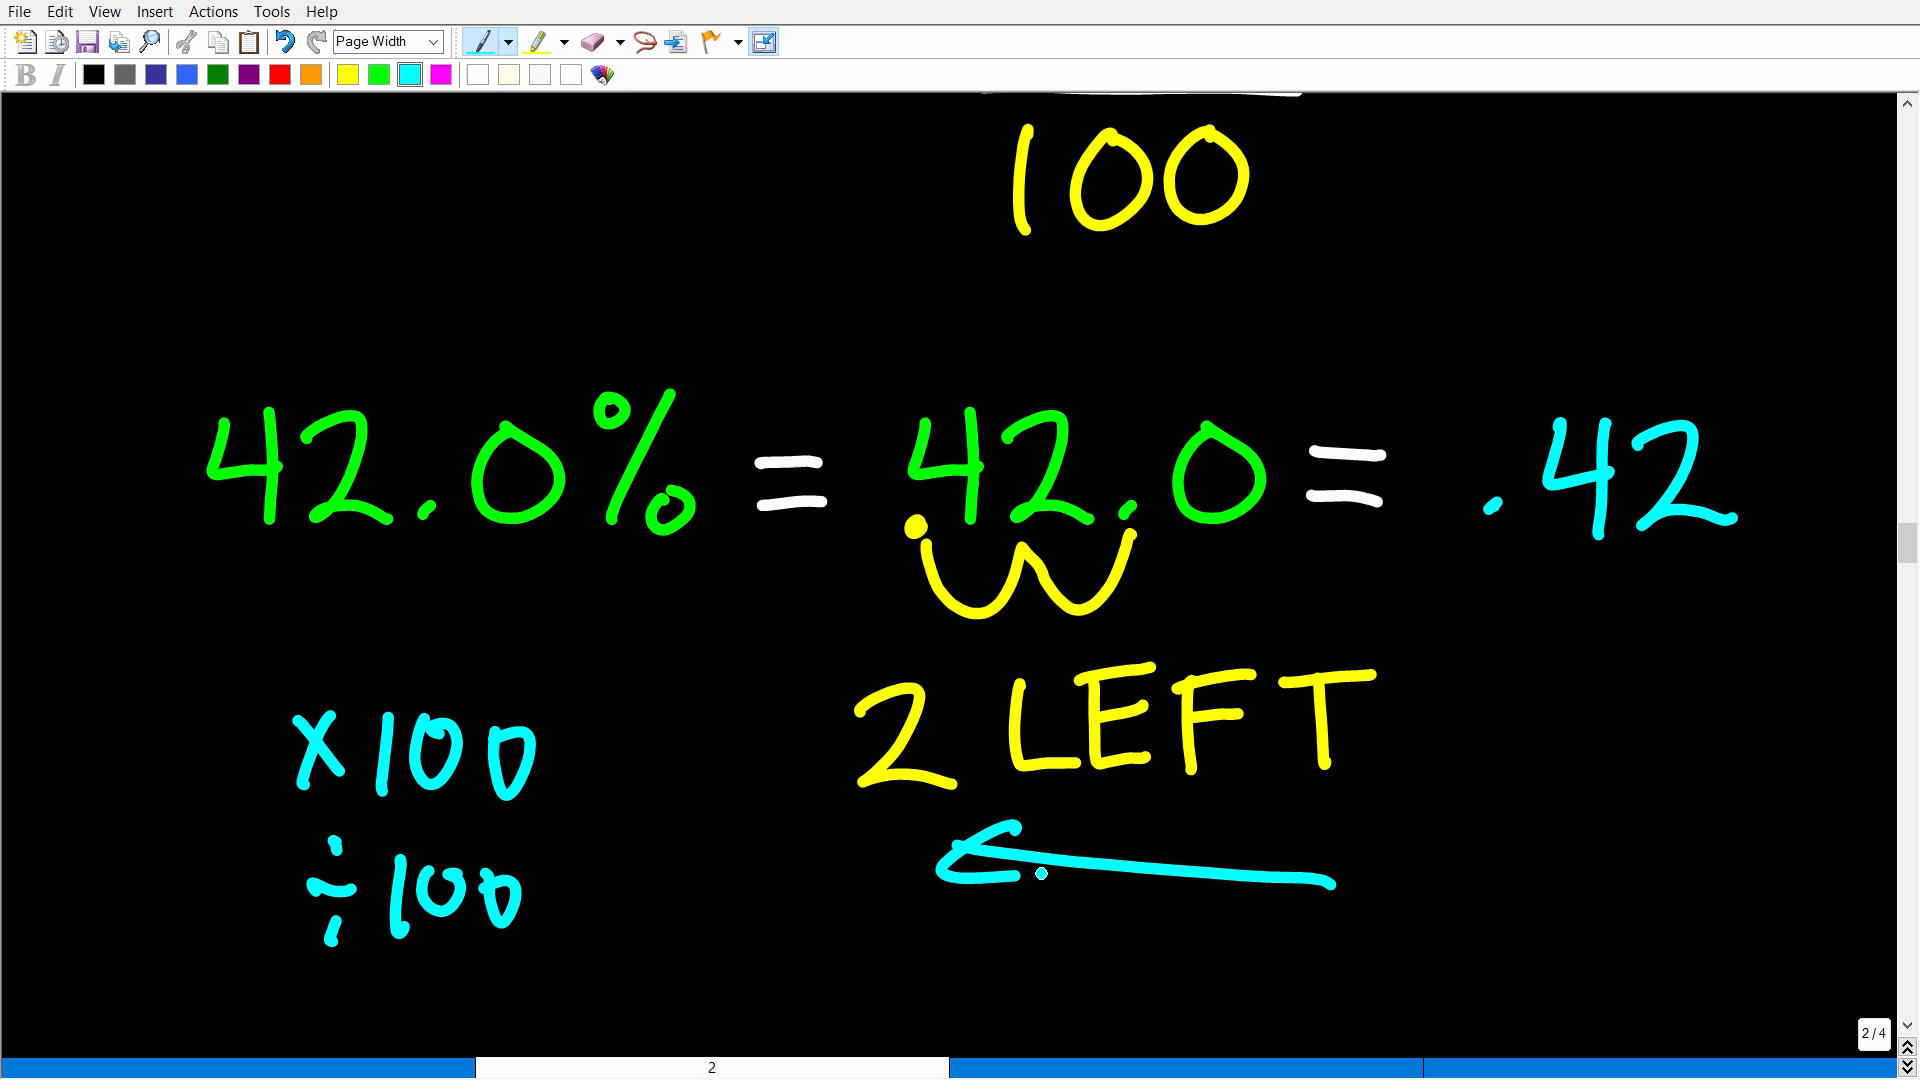 File Edit View Insert Actions Tools Help
Page Width
B I
100
42.0% = 42.0 = .42
2 LEFT
x100
÷100
2/4
2